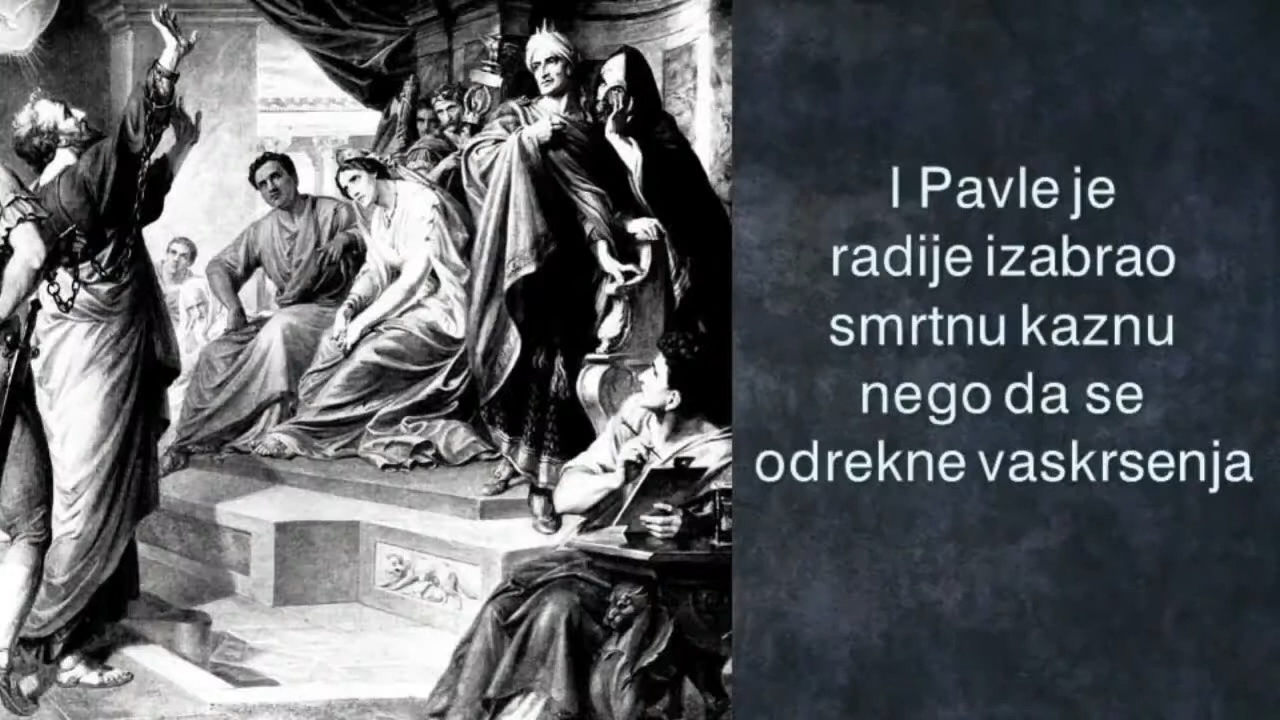 I Pavle je
radije izabrao
smrtnu kaznu
nego da se
odrekne vaskrsenja